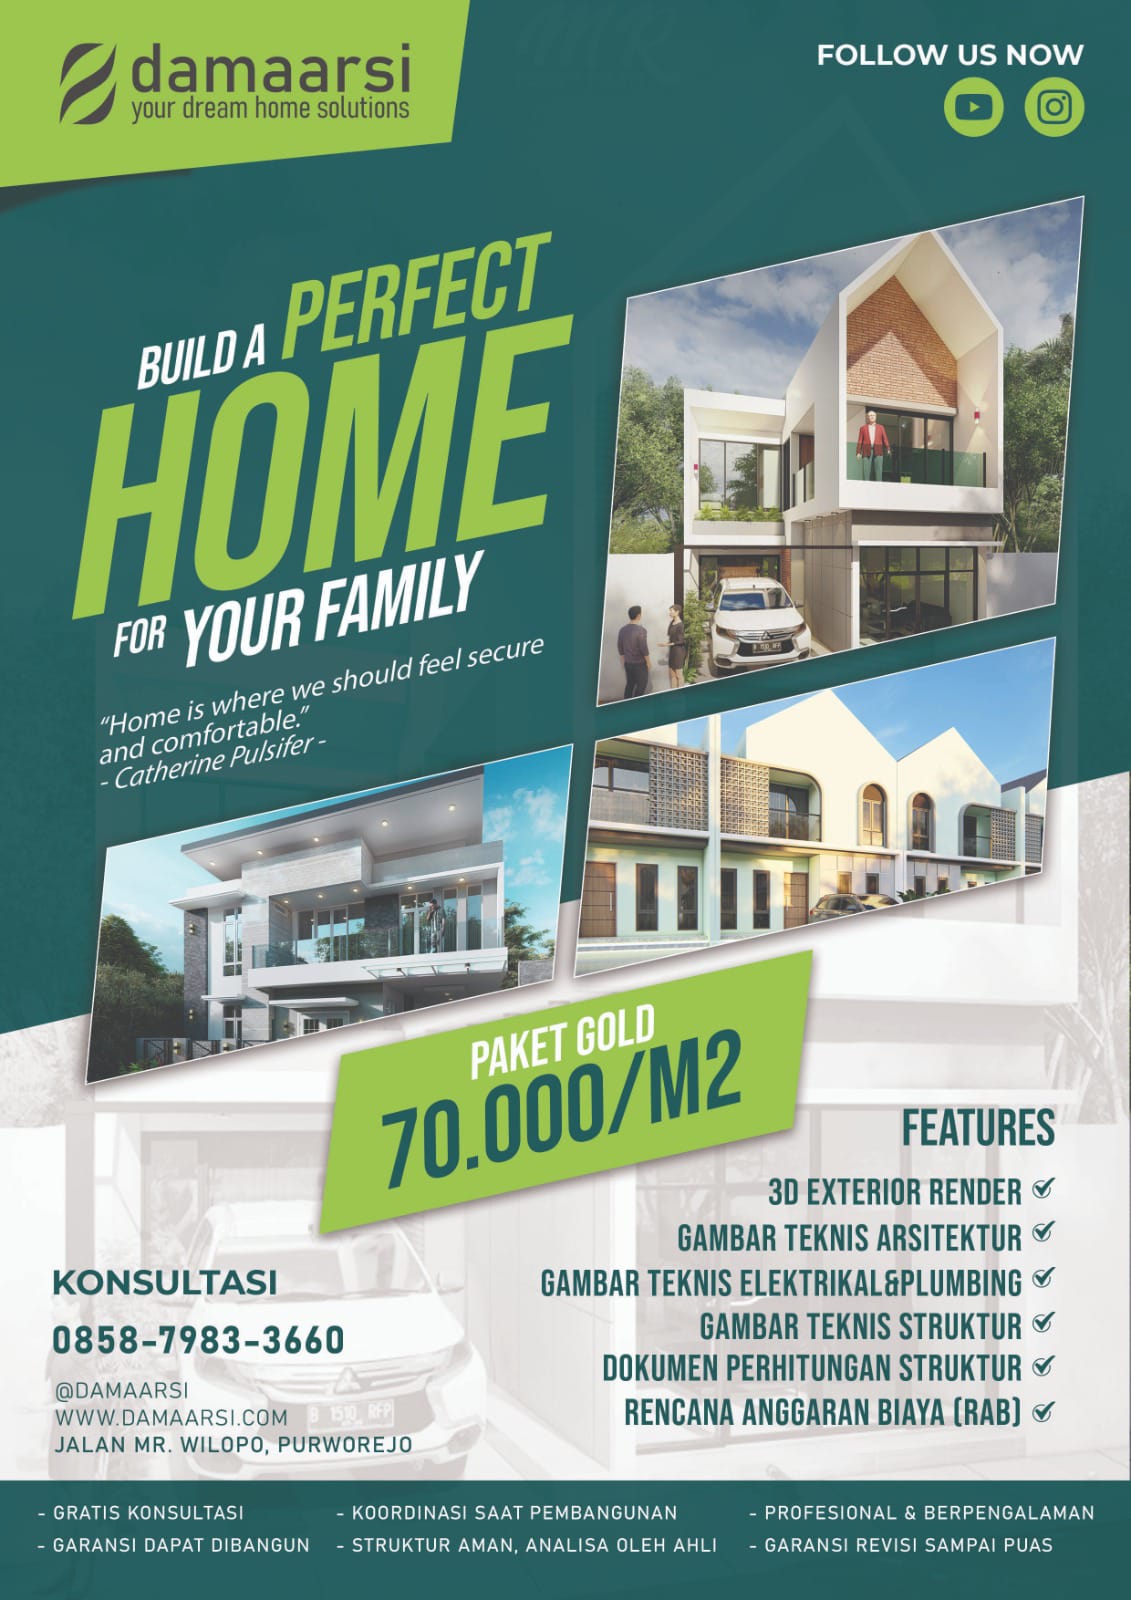 damaarsi
your dream home solutions
FOLLOW US NOW
BUILD A PERFECT
HOME
FOR YOUR FAMILY
“Home is where we should feel secure
and comfortable.”
- Catherine Pulsifer -
PAKET GOLD
70.000/M2
FEATURES
3D EXTERIOR RENDER
GAMBAR TEKNIS ARSITEKTUR
GAMBAR TEKNIS ELEKTRIKAL&PLUMBING
GAMBAR TEKNIS STRUKTUR
DOKUMEN PERHITUNGAN STRUKTUR
RENCANA ANGGARAN BIAYA (RAB)
KONSULTASI
0858-7983-3660
@DAMAARSI
WWW.DAMAARSI.COM
JALAN MR. WILOPO, PURWOREJO
B 1510 RFP
- GRATIS KONSULTASI
- GARANSI DAPAT DIBANGUN
- KOORDINASI SAAT PEMBANGUNAN
- STRUKTUR AMAN, ANALISA OLEH AHLI
- PROFESIONAL & BERPENGALAMAN
- GARANSI REVISI SAMPAI PUAS